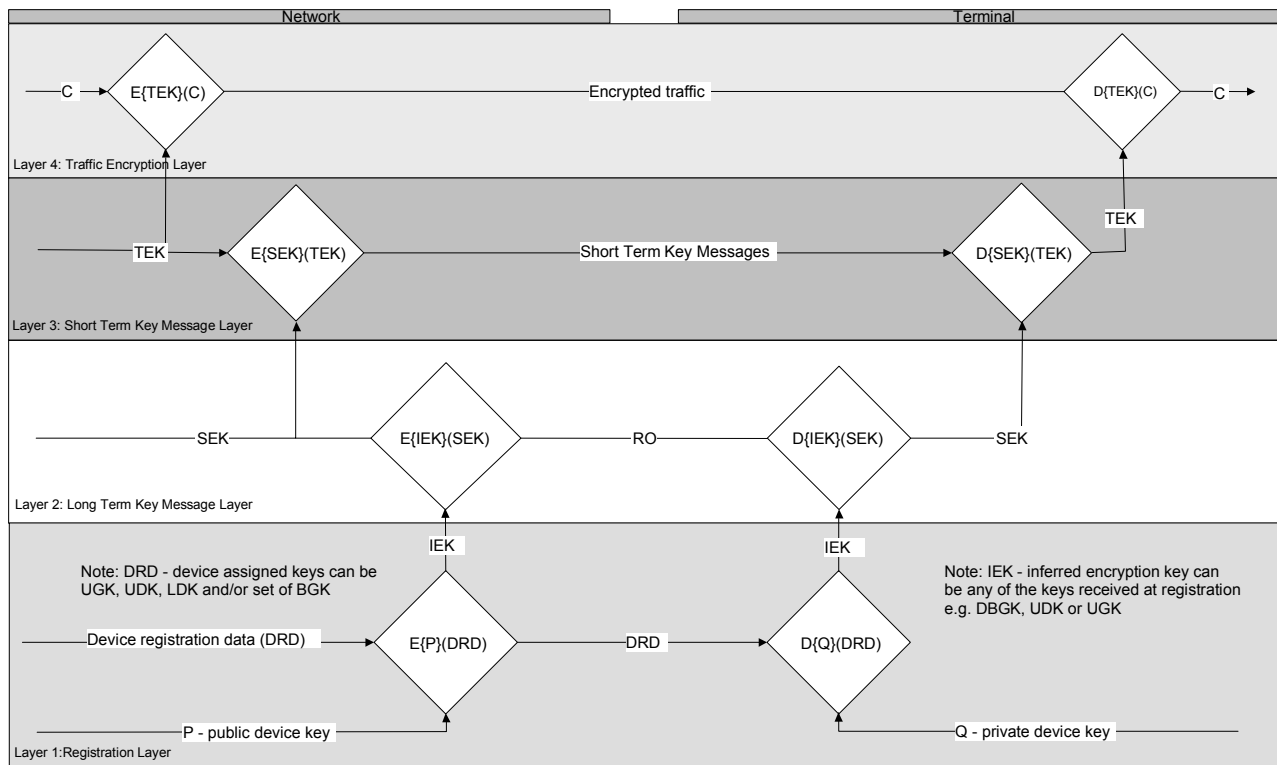 Network
Terminal
C
E{TEK}(C)
Encrypted traffic
D{TEK}(C)
C
Layer 4: Traffic Encryption Layer
TEK
E{SEK}(TEK)
Short Term Key Messages
D{SEK}(TEK)
TEK
Layer 3: Short Term Key Message Layer
SEK
E{IEK}(SEK)
RO
D{IEK}(SEK)
SEK
Layer 2: Long Term Key Message Layer
IEK
IEK
Note: DRD - device assigned keys can be
UGK, UDK, LDK and/or set of BGK
Note: IEK - inferred encryption key can
be any of the keys received at registration
e.g. DBGK, UDK or UGK
Device registration data (DRD)
E{P}(DRD)
DRD
D{Q}(DRD)
P - public device key
Q - private device key
Layer 1:Registration Layer